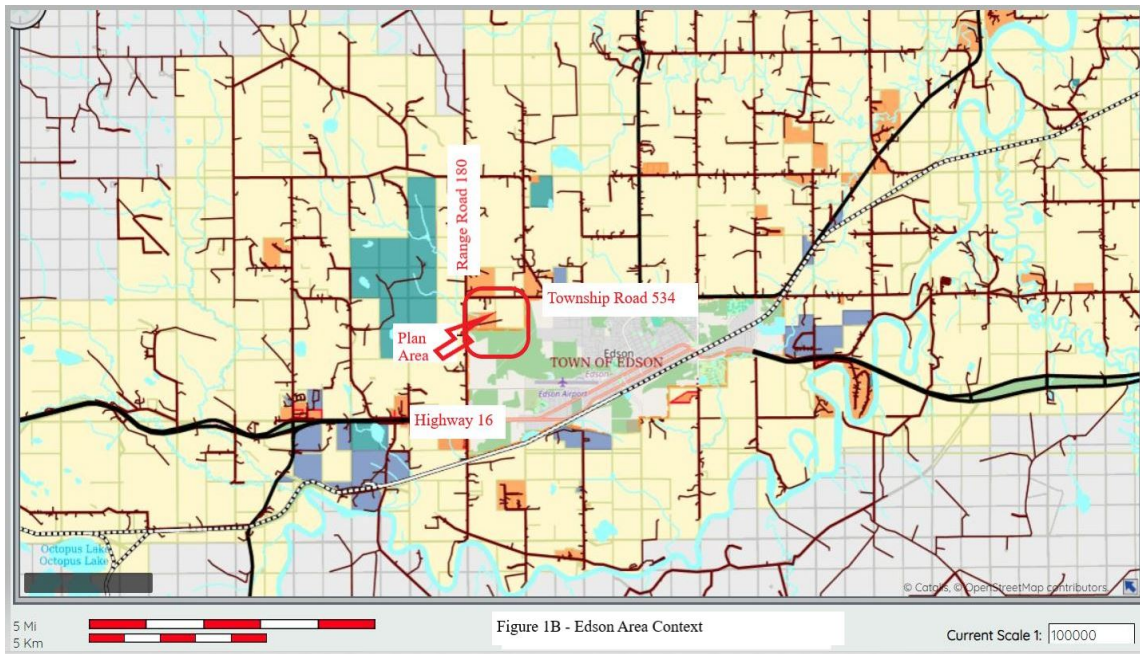 Range Road 180
Township Road 534
Plan
Area
Edson
TOWN OF EDSON
Edson
Edson Airport
Highway 16
Octopus Lake
Octopus Lake
© Catalis, © OpenStreetMap contributors
5 Mi
5 Km
Figure 1B - Edson Area Context
Current Scale 1: 100000